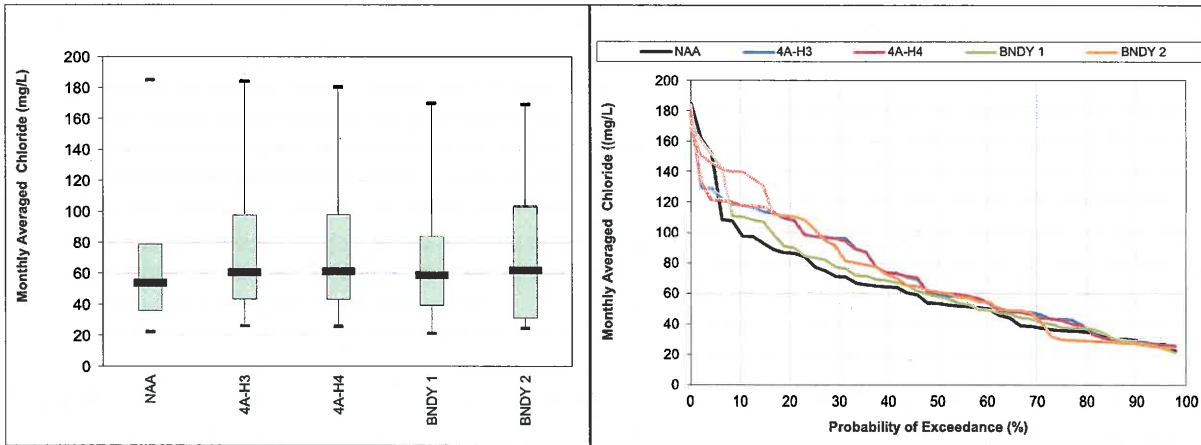 Monthly Averaged Chloride (mg/L)
200
180
160
140
120
100
80
60
40
20
0
NAA
4A-H3
4A-H4
BNDY 1
BNDY 2
NAA 4A-H3 4A-H4 BNDY 1 BNDY 2
Monthly Averaged Chloride ((mg/L)
200
180
160
140
120
100
80
60
40
20
0
0 10 20 30 40 50 60 70 80 90 100
Probability of Exceedance (%)